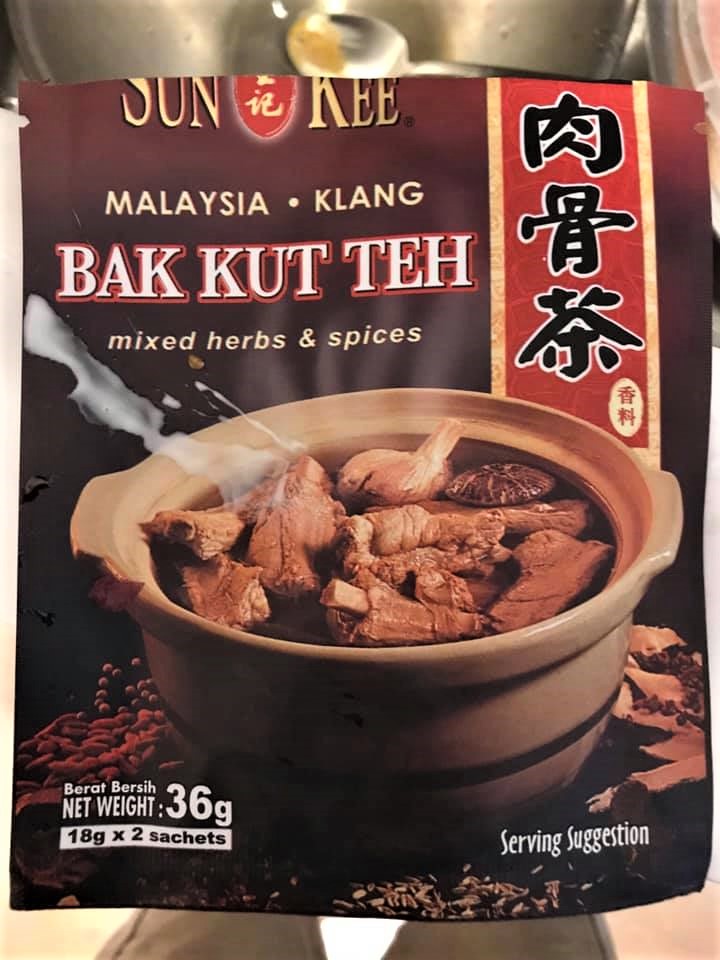 SUN 記 KEE ®
MALAYSIA • KLANG
BAK KUT TEH
mixed herbs & spices
肉骨茶
香料
Berat Bersih
NET WEIGHT : 36g
18g x 2 sachets
Serving Suggestion